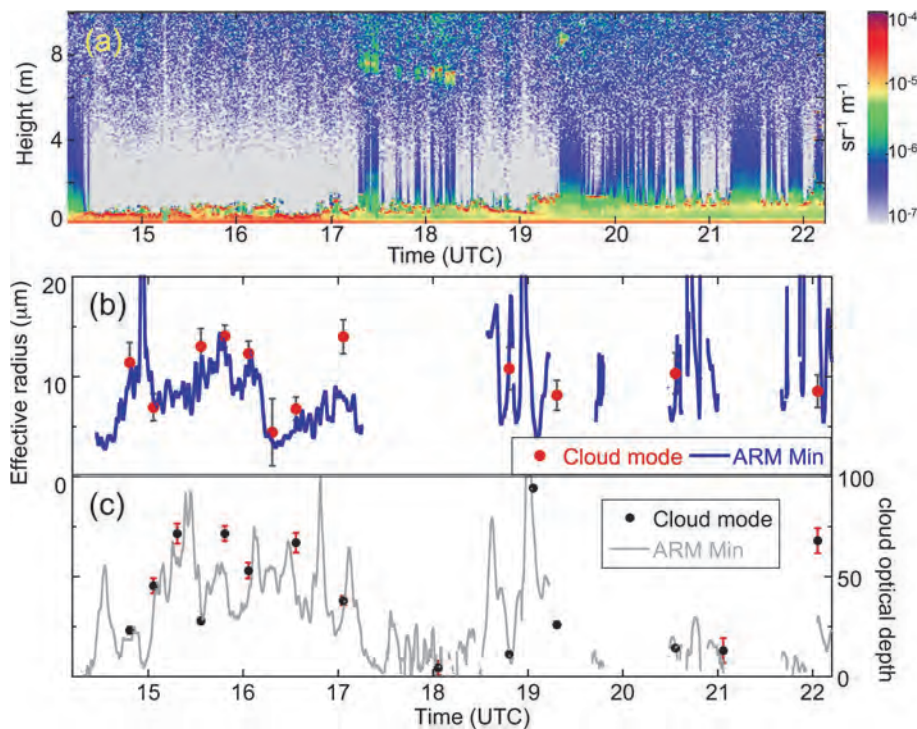 (a)
8
4
0
Height (m)
15 16 17 18 19 20 21 22
Time (UTC)
10-4
10-5
10-6
10-7
sr-1 m-1
(b)
20
10
0
Effective radius (μm)
Cloud mode ARM Min
(c)
Cloud mode
ARM Min
100
50
0
cloud optical depth
15 16 17 18 19 20 21 22
Time (UTC)